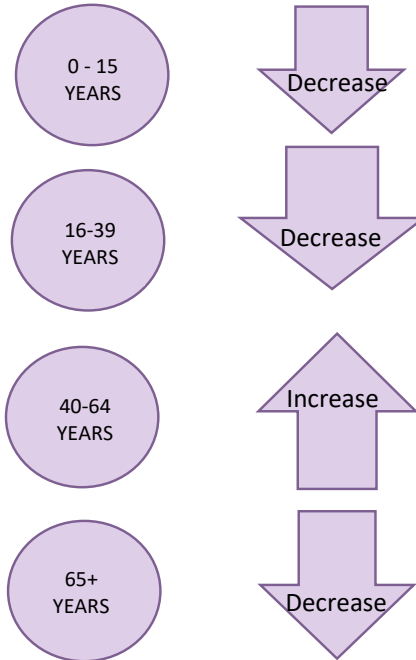 0 - 15
YEARS
Decrease
16-39
YEARS
Decrease
40-64
YEARS
Increase
65+
YEARS
Decrease